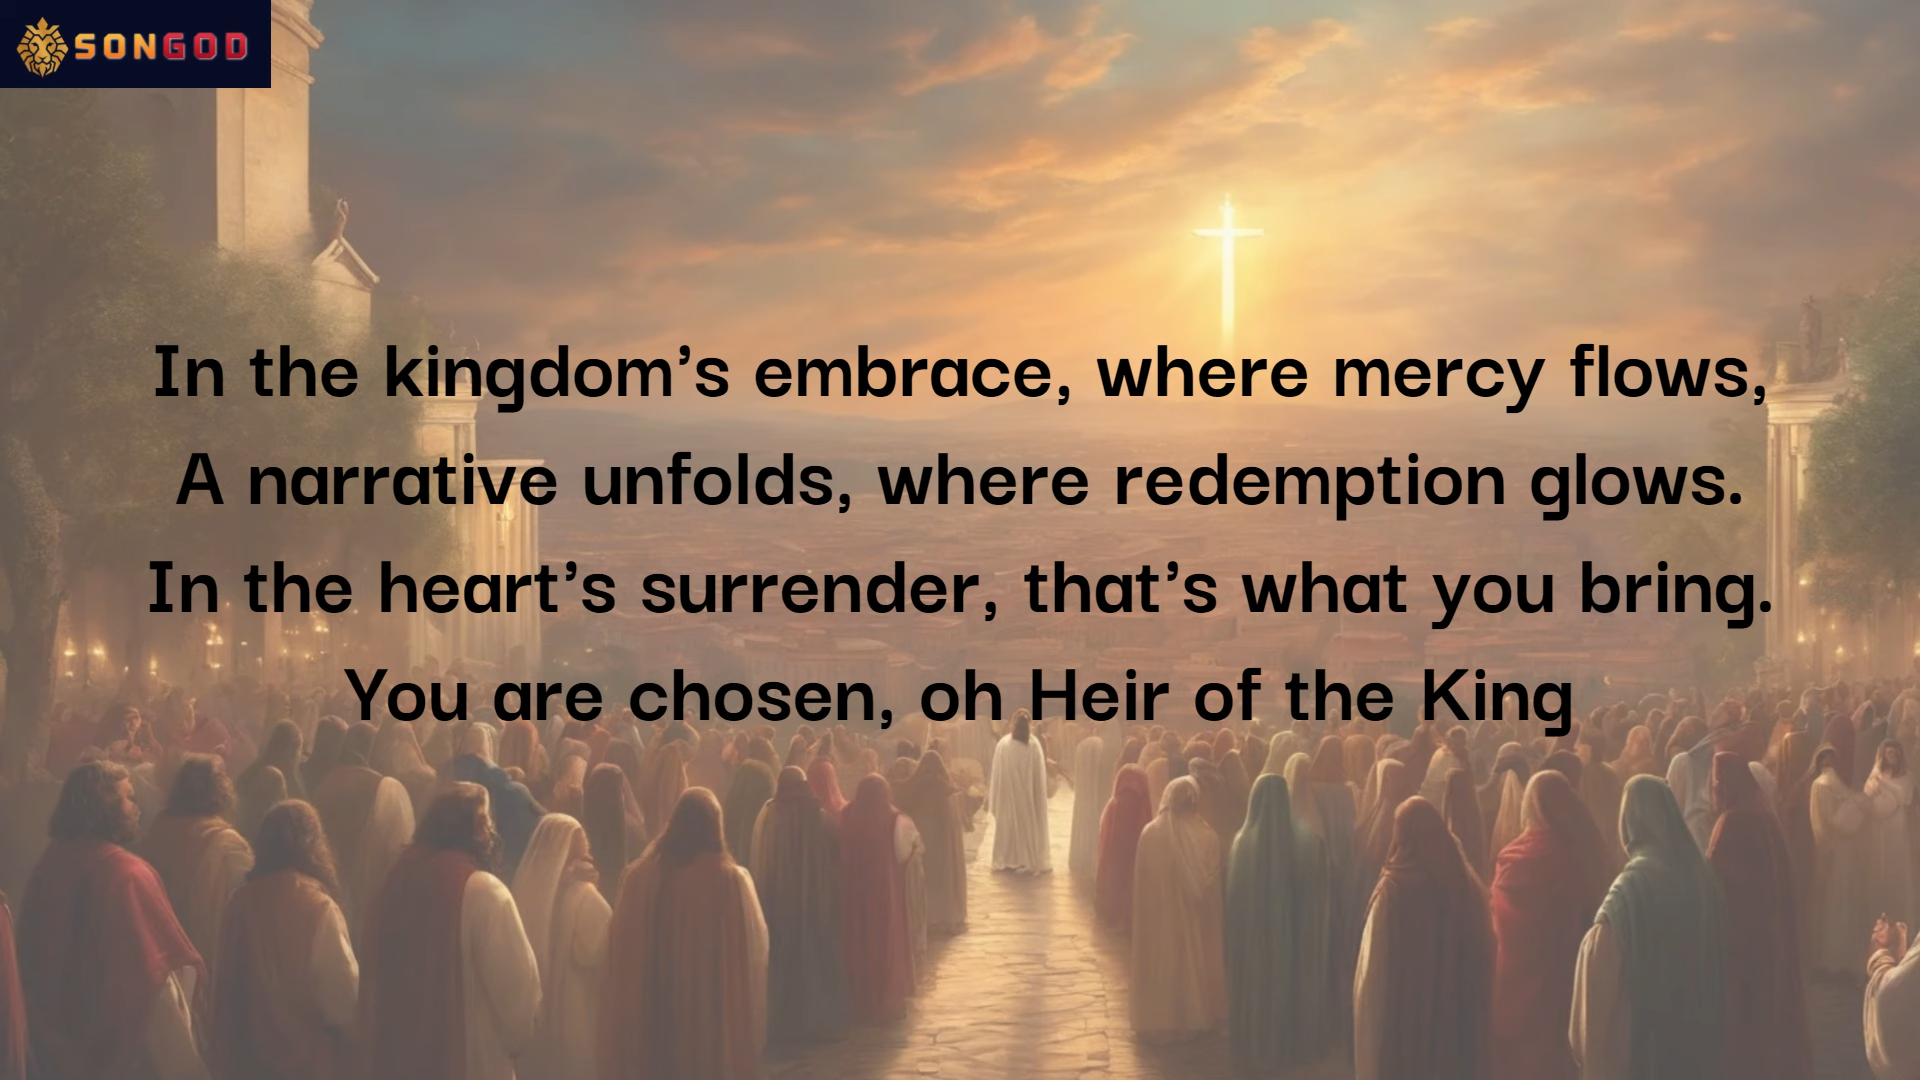 SONGOD
In the kingdom’s embrace, where mercy flows,
A narrative unfolds, where redemption glows.
In the heart’s surrender, that’s what you bring.
You are chosen, oh Heir of the King